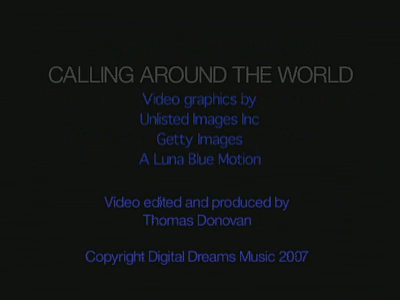 CALLING AROUND THE WORLD
Video graphics by
Unlisted Images Inc
Getty Images
A Luna Blue Motion
Video edited and produced by
Thomas Donovan
Copyright Digital Dreams Music 2007